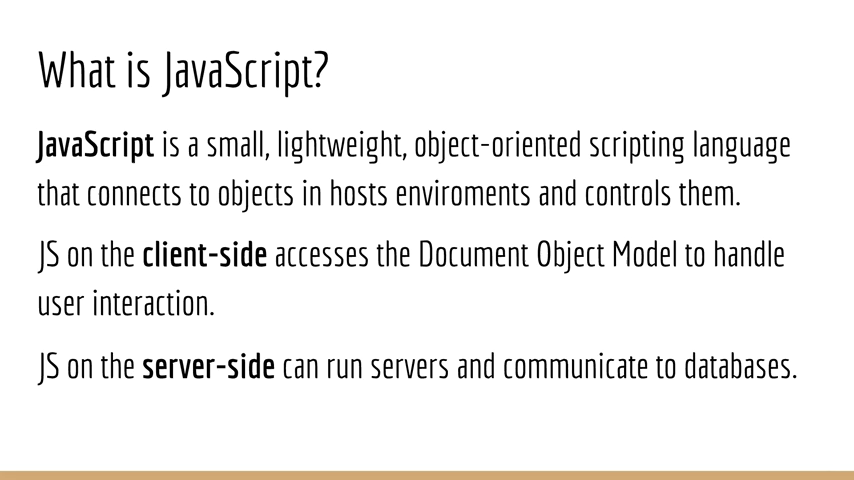 What is JavaScript?
JavaScript is a small, lightweight, object-oriented scripting language
that connects to objects in hosts enviroments and controls them.
JS on the client-side accesses the Document Object Model to handle
user interaction.
JS on the server-side can run servers and communicate to databases.